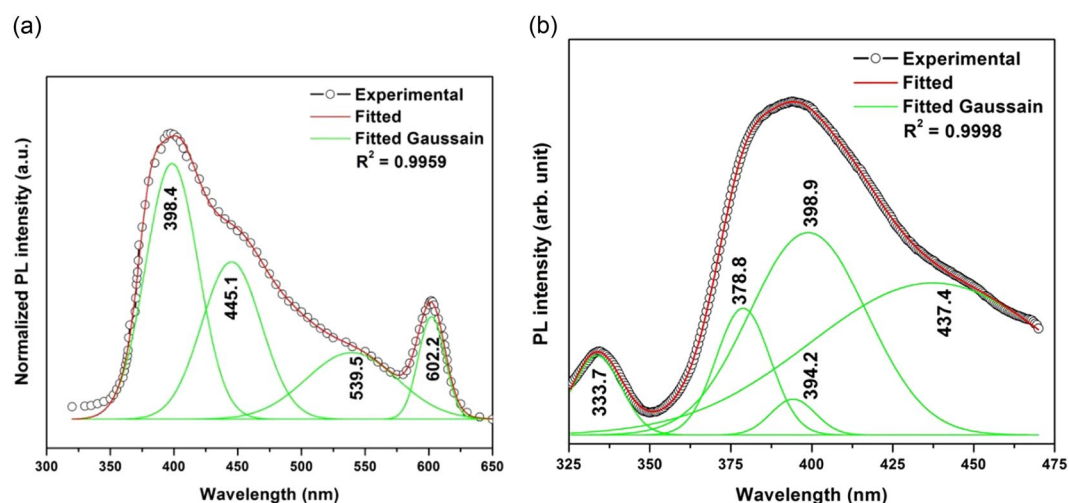 (a)
Experimental
Fitted
Fitted Gaussain
R² = 0.9959
398.4
445.1
539.5
602.2
Normalized PL intensity (a.u.)
300 350 400 450 500 550 600 650
Wavelength (nm)
(b)
Experimental
Fitted
Fitted Gaussain
R² = 0.9998
333.7
378.8
394.2
398.9
437.4
PL intensity (arb. unit)
325 350 375 400 425 450 475
Wavelength (nm)